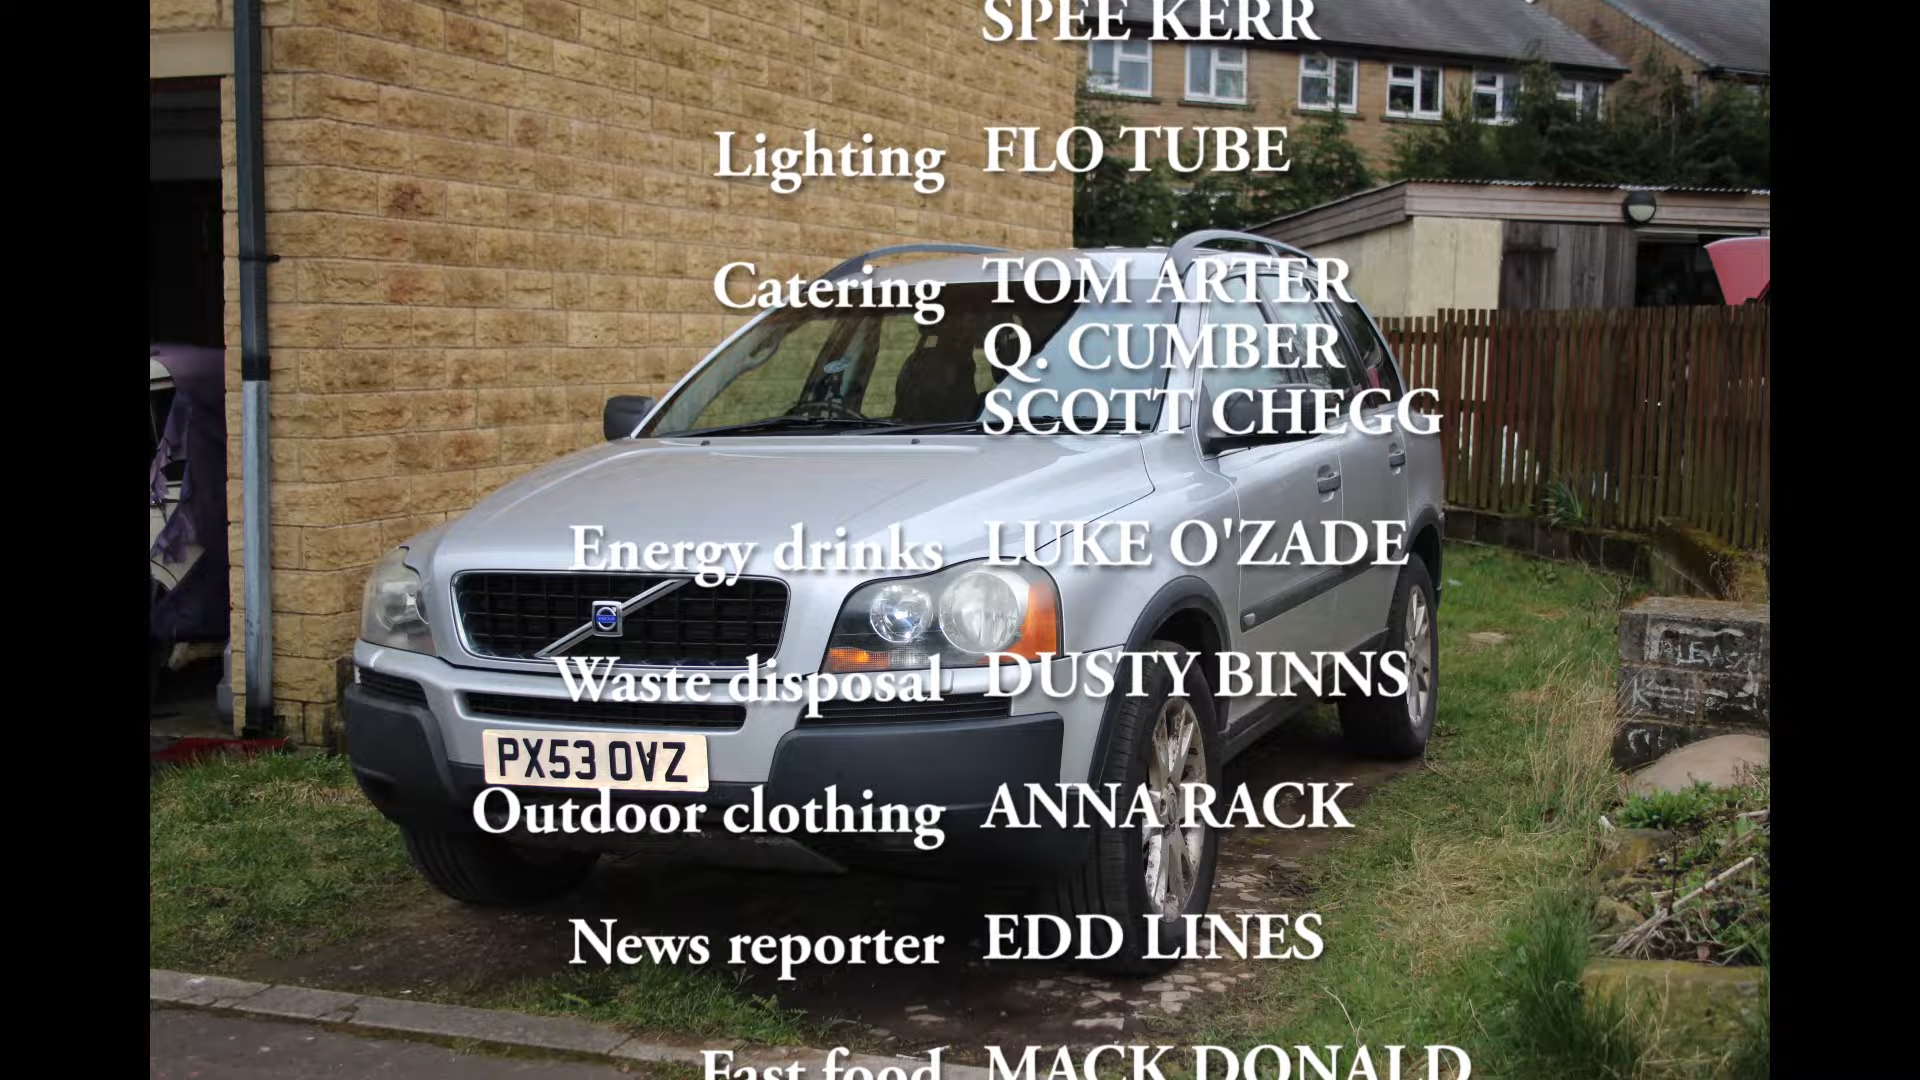 SPEE KERR
Lighting FLO TUBE
Catering TOM ARTER
Q. CUMBER
SCOTT CHEGG
Energy drinks LUKE O'ZADE
Waste disposal DUSTY BINNS
PX53 OVZ
Outdoor clothing ANNA RACK
News reporter EDD LINES
Fast food MACK DONALD